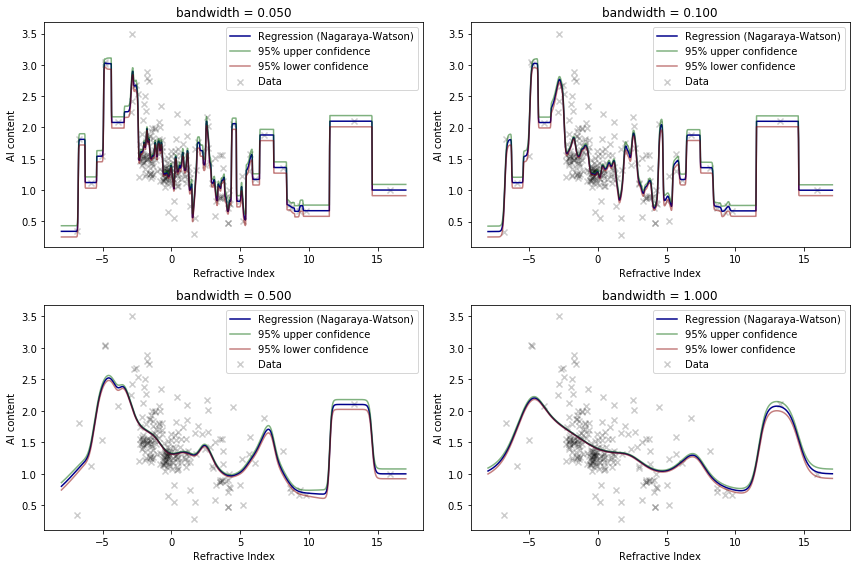 bandwidth = 0.050
3.5
3.0
2.5
2.0
1.5
1.0
0.5
Al content
Regression (Nagaraya-Watson)
95% upper confidence
95% lower confidence
Data
−5
0
5
10
15
Refractive Index
bandwidth = 0.100
3.5
3.0
2.5
2.0
1.5
1.0
0.5
Al content
Regression (Nagaraya-Watson)
95% upper confidence
95% lower confidence
Data
−5
0
5
10
15
Refractive Index
bandwidth = 0.500
3.5
3.0
2.5
2.0
1.5
1.0
0.5
Al content
Regression (Nagaraya-Watson)
95% upper confidence
95% lower confidence
Data
−5
0
5
10
15
Refractive Index
bandwidth = 1.000
3.5
3.0
2.5
2.0
1.5
1.0
0.5
Al content
Regression (Nagaraya-Watson)
95% upper confidence
95% lower confidence
Data
−5
0
5
10
15
Refractive Index